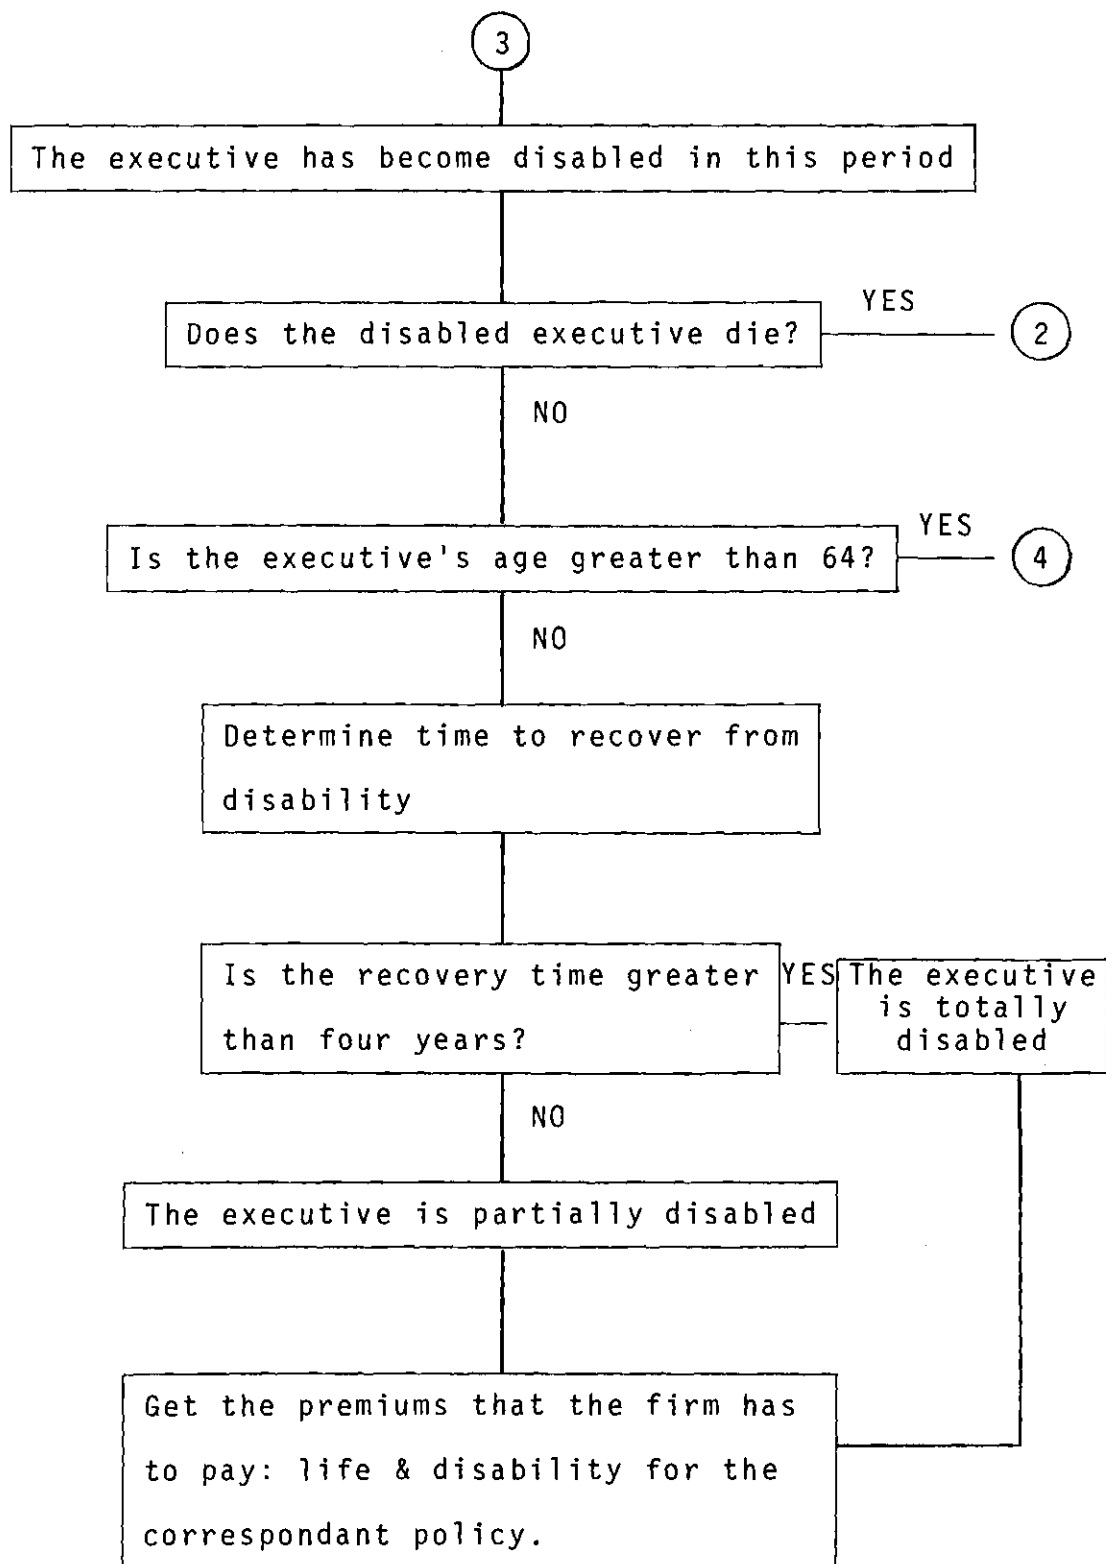 3
The executive has become disabled in this period
Does the disabled executive die?
YES
2
NO
Is the executive's age greater than 64?
YES
4
NO
Determine time to recover from
disability
Is the recovery time greater
than four years?
YES
The executive
is totally
disabled
NO
The executive is partially disabled
Get the premiums that the firm has
to pay: life & disability for the
correspondant policy.